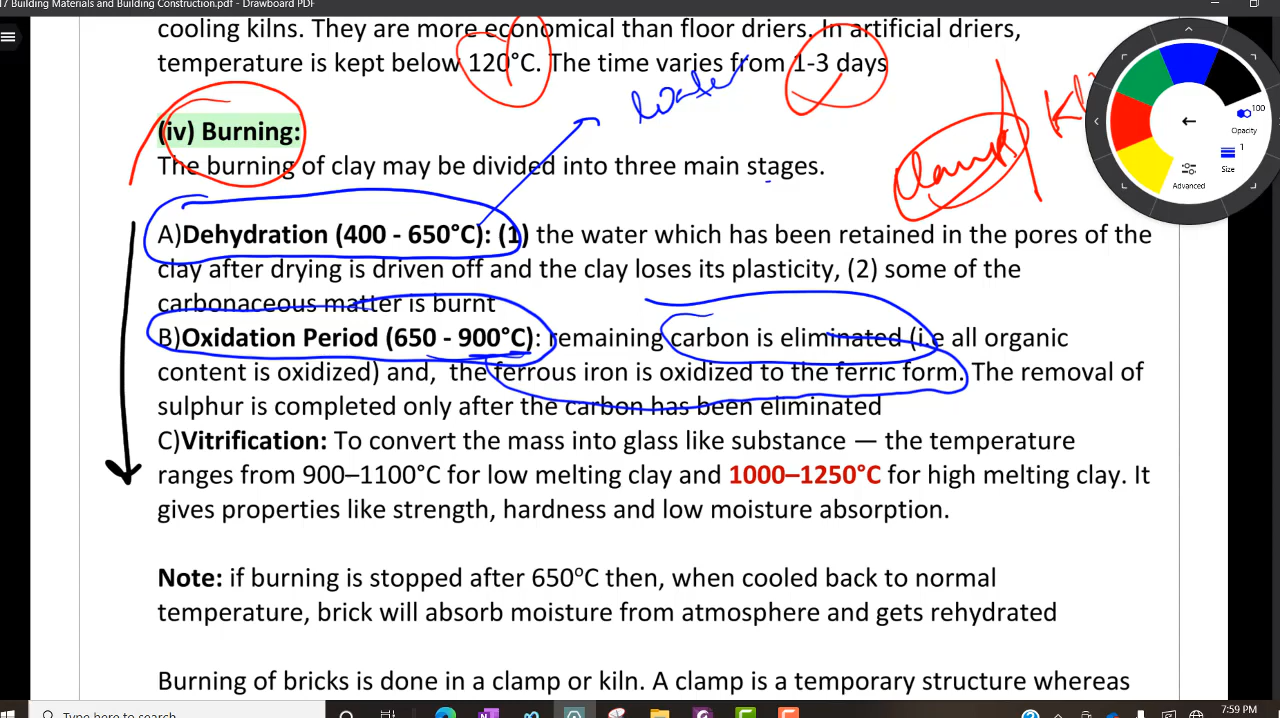 17 Building Materials and Building Construction.pdf - Drawboard PDF
cooling kilns. They are more economical than floor driers. In artificial driers,
temperature is kept below 120°C. The time varies from 1-3 days
water
(iv) Burning:
clamp
The burning of clay may be divided into three main stages.
A)Dehydration (400 - 650°C): (1) the water which has been retained in the pores of the
clay after drying is driven off and the clay loses its plasticity, (2) some of the
carbonaceous matter is burnt
B)Oxidation Period (650 - 900°C): remaining carbon is eliminated (i.e all organic
content is oxidized) and, the ferrous iron is oxidized to the ferric form. The removal of
sulphur is completed only after the carbon has been eliminated
C)Vitrification: To convert the mass into glass like substance — the temperature
ranges from 900–1100°C for low melting clay and 1000–1250°C for high melting clay. It
gives properties like strength, hardness and low moisture absorption.
Note: if burning is stopped after 650°C then, when cooled back to normal
temperature, brick will absorb moisture from atmosphere and gets rehydrated
Burning of bricks is done in a clamp or kiln. A clamp is a temporary structure whereas
100
Opacity
1
Size
Advanced
Type here to search
7:59 PM